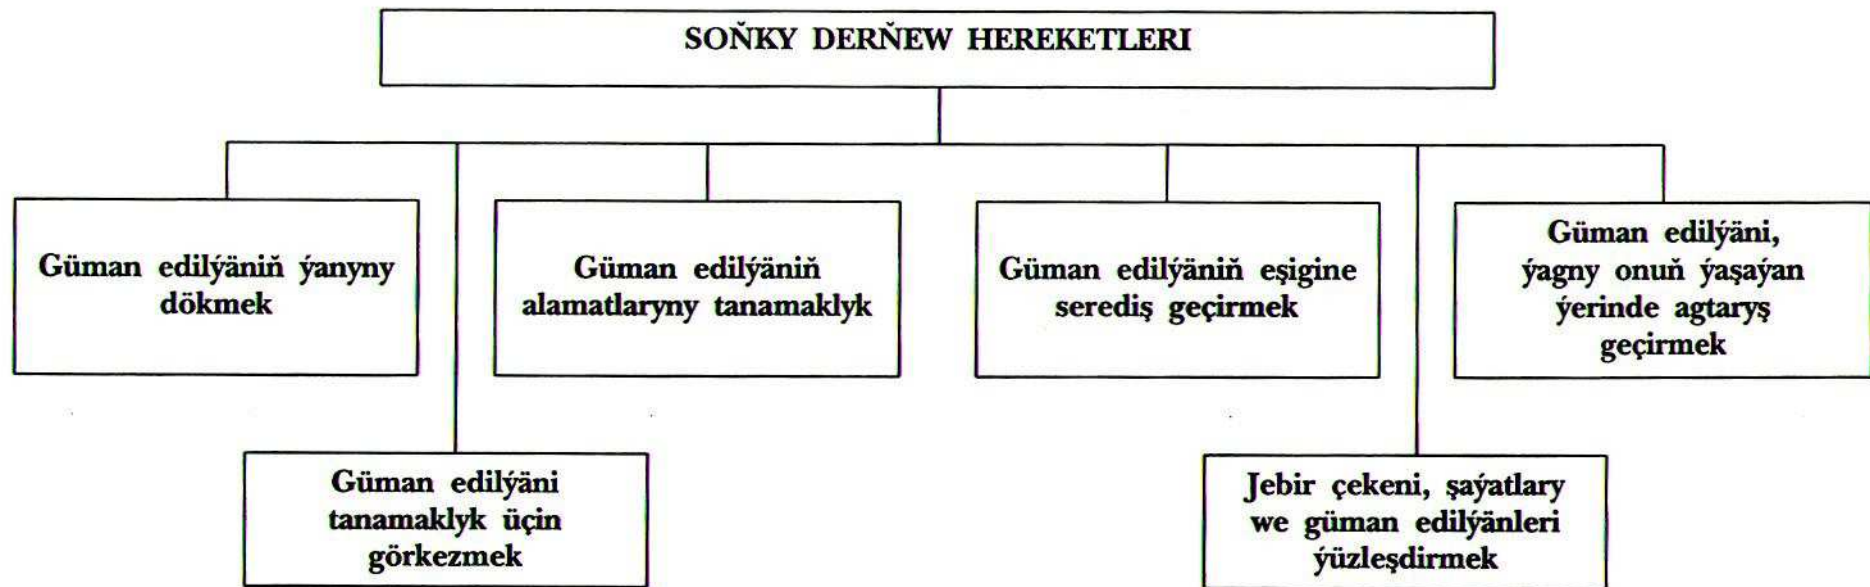 SOŇKY DERŇEW HEREKETLERI
Güman edilýäniň ýanyny
dökmek
Güman edilýäniň
alamatlaryny tanamaklyk
Güman edilýäniň eşigine
serediş geçirmek
Güman edilýäni,
ýagny onuň ýaşaýan
ýerinde agtaryş
geçirmek
Güman edilýäni
tanamaklyk üçin
görkezmek
Jebir çekeni, şaýatlary
we güman edilýänleri
ýüzleşdirmek